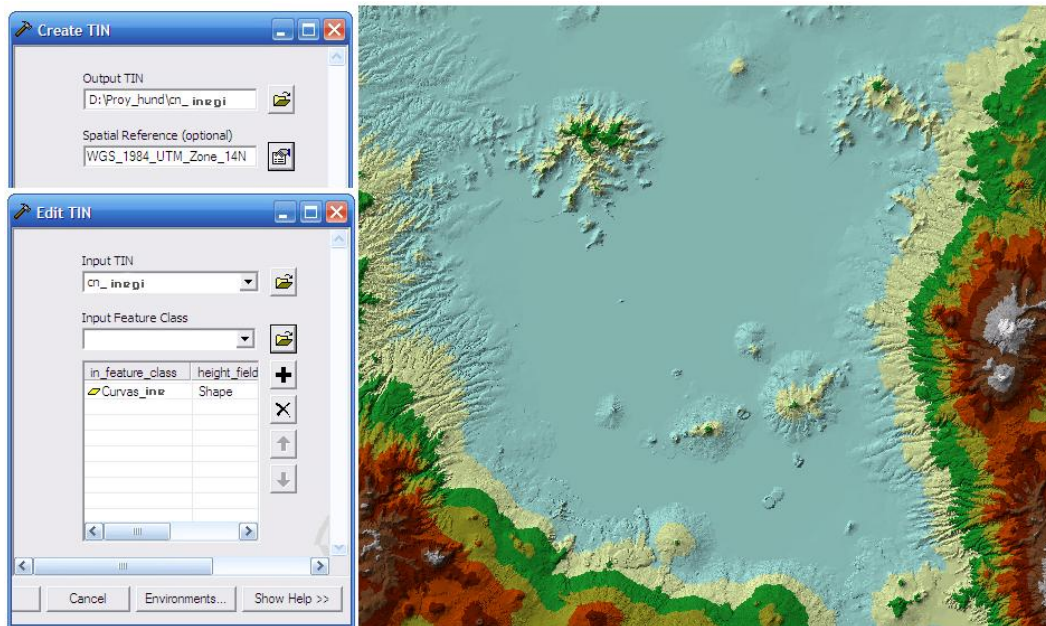 Create TIN
Output TIN
D:\Proy_hund\cn_ inegi
Spatial Reference (optional)
WGS_1984_UTM_Zone_14N
Edit TIN
Input TIN
cn_ inegi
Input Feature Class
in_feature_class height_field
Curvas_ine Shape
Cancel Environments... Show Help >>